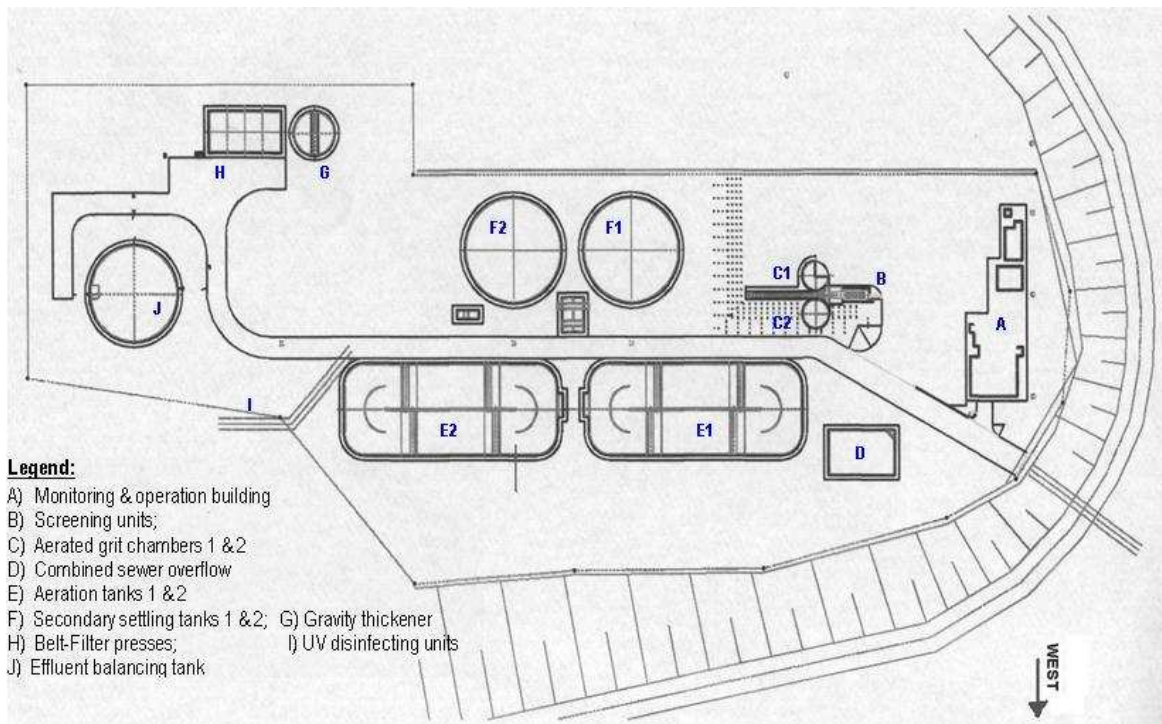 H
G
F2
F1
C1
B
J
C2
A
I
E2
E1
D
Legend:
A) Monitoring & operation building
B) Screening units;
C) Aerated grit chambers 1 &2
D) Combined sewer overflow
E) Aeration tanks 1 &2
F) Secondary settling tanks 1 &2; G) Gravity thickener
H) Belt-Filter presses; I) UV disinfecting units
J) Effluent balancing tank
WEST